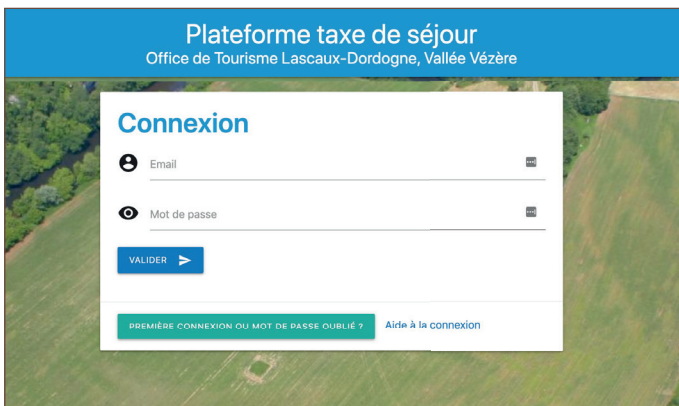 Plateforme taxe de séjour
Office de Tourisme Lascaux-Dordogne, Vallée Vézère
Connexion
Email
Mot de passe
VALIDER
PREMIÈRE CONNEXION OU MOT DE PASSE OUBLIÉ ?
Aide à la connexion